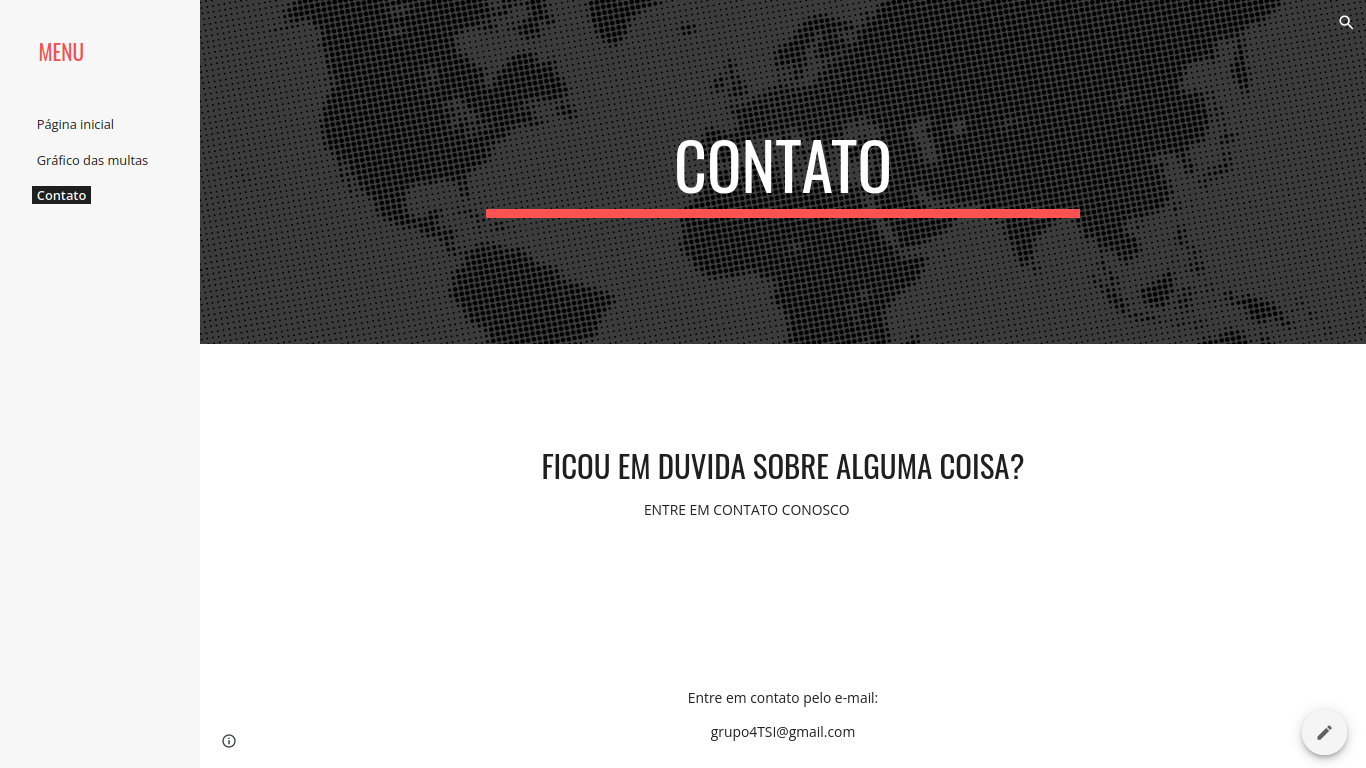 MENU
Página inicial
Gráfico das multas
Contato
CONTATO
FICOU EM DUVIDA SOBRE ALGUMA COISA?
ENTRE EM CONTATO CONOSCO
Entre em contato pelo e-mail:
grupo4TSI@gmail.com